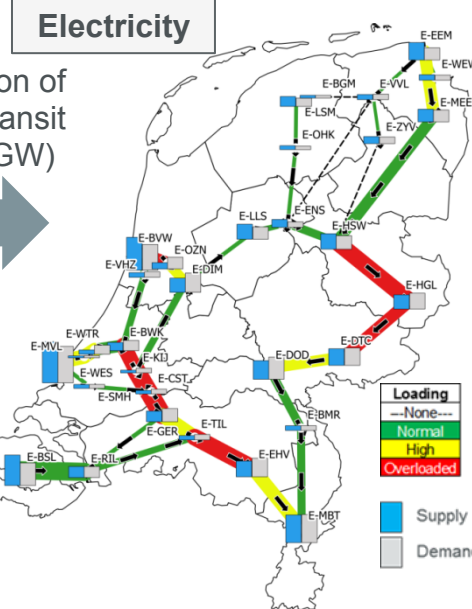 Electricity
on of
ransit
GW)
E-EEM
E-WEW
E-BGM
E-VVL
E-MEE
E-LSM
E-ZYV
E-OHK
E-ENS
E-LLS
E-HSW
E-BVW
E-OZN
E-VHZ
E-DIM
E-HGL
E-WTR
E-BWK
E-MVL
E-KIJ
E-DTC
E-DOD
E-WES
E-CST
E-SMH
E-BMR
E-GER
E-TIL
E-BSL
E-RIL
E-EHV
E-MBT
Loading
---None---
Normal
High
Overloaded
Supply
Deman